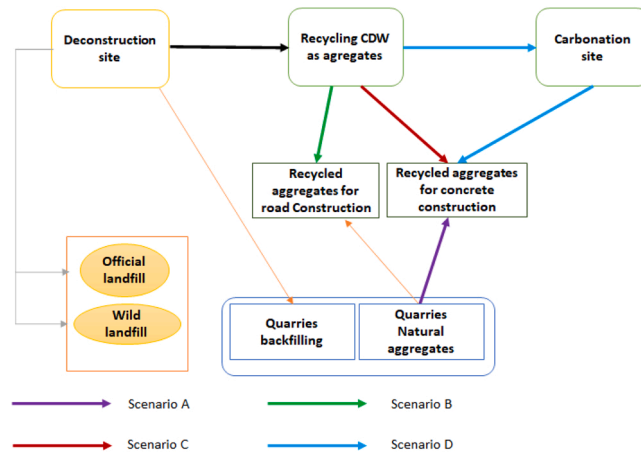 Deconstruction
site
Recycling CDW
as agregates
Carbonation
site
Recycled
aggregates for
road Construction
Recycled aggregates
for concrete
construction
Official
landfill
Wild
landfill
Quarries
backfilling
Quarries
Natural
aggregates
Scenario A
Scenario B
Scenario C
Scenario D